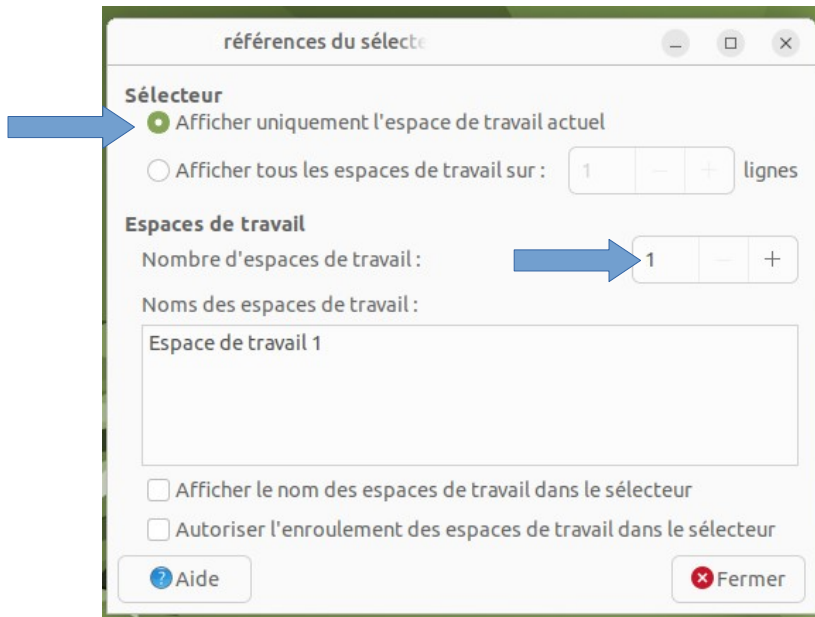 références du sélecte
Sélecteur
Afficher uniquement l'espace de travail actuel
Afficher tous les espaces de travail sur : 1 − + lignes
Espaces de travail
Nombre d'espaces de travail : 1 − +
Noms des espaces de travail :
Espace de travail 1
Afficher le nom des espaces de travail dans le sélecteur
Autoriser l'enroulement des espaces de travail dans le sélecteur
Aide Fermer